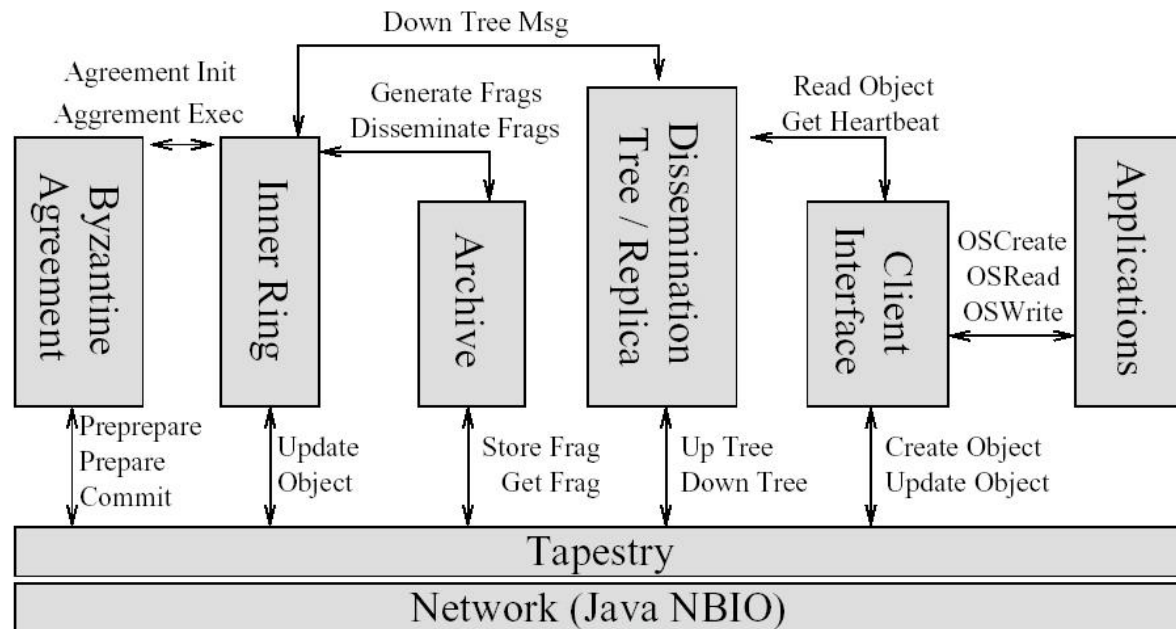 Down Tree Msg
Agreement Init
Aggrement Exec
Generate Frags
Disseminate Frags
Read Object
Get Heartbeat
Byzantine
Agreement
Inner Ring
Archive
Dissemination
Tree / Replica
Client
Interface
Applications
OSCreate
OSRead
OSWrite
Preprepare
Prepare
Commit
Update
Object
Store Frag
Get Frag
Up Tree
Down Tree
Create Object
Update Object
Tapestry
Network (Java NBIO)